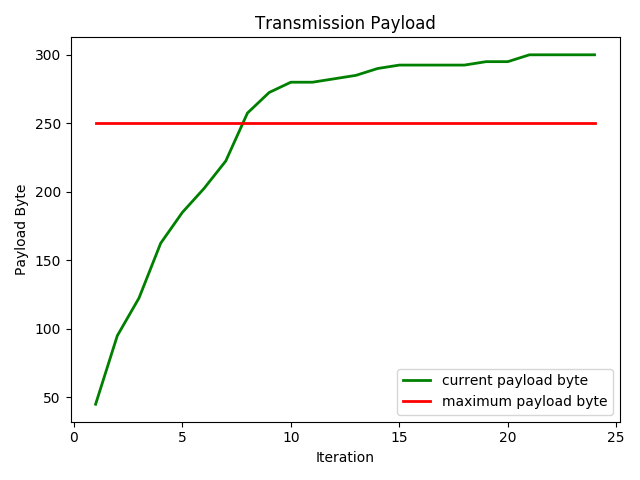 Transmission Payload
Payload Byte
300
250
200
150
100
50
0
5
10
15
20
25
Iteration
current payload byte
maximum payload byte